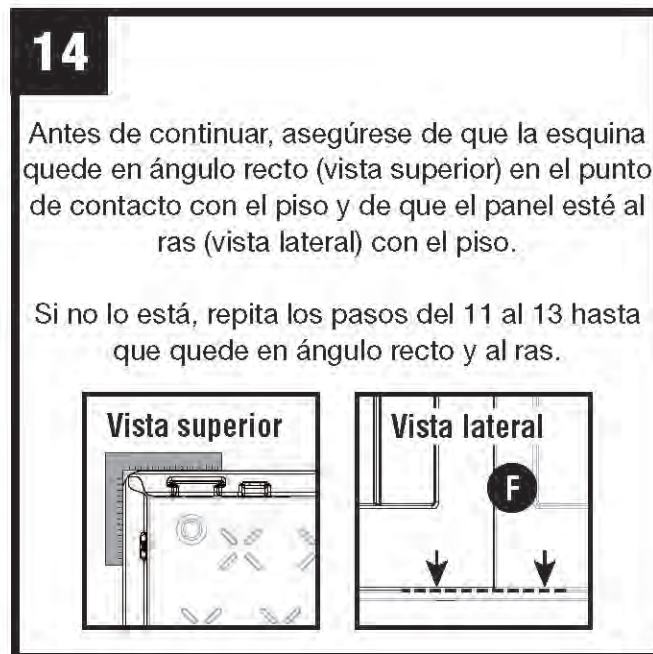 14
Antes de continuar, asegúrese de que la esquina
quede en ángulo recto (vista superior) en el punto
de contacto con el piso y de que el panel esté al
ras (vista lateral) con el piso.
Si no lo está, repita los pasos del 11 al 13 hasta
que quede en ángulo recto y al ras.
Vista superior
Vista lateral
F